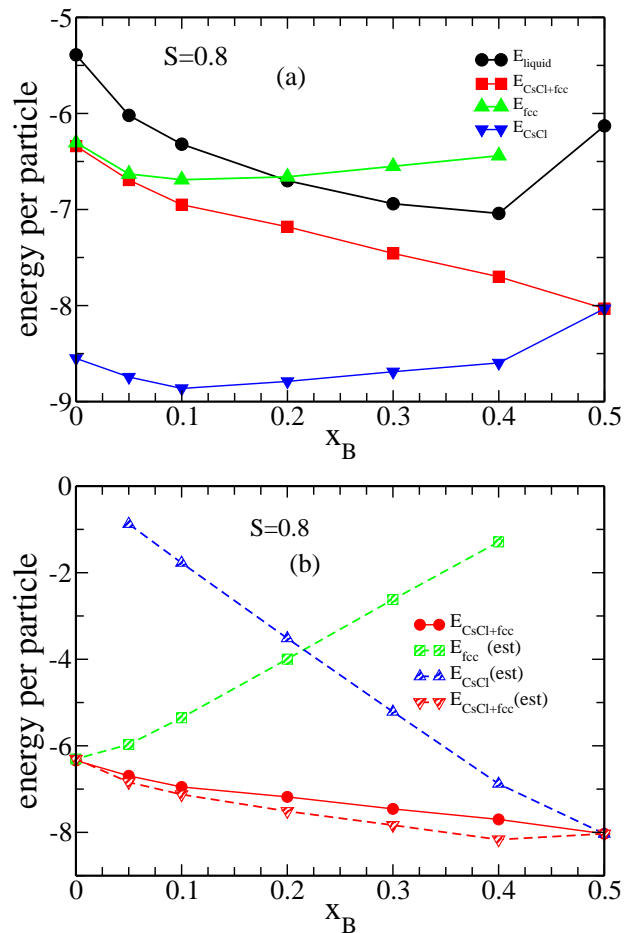 -5
S=0.8
(a)
E_liquid
E_CsCl+fcc
E_fcc
E_CsCl
-6
-7
-8
-9
energy per particle
0 0.1 0.2 0.3 0.4 0.5
x_B
0
S=0.8
(b)
-2
-4
E_CsCl+fcc
E_fcc (est)
E_CsCl(est)
E_CsCl+fcc(est)
-6
-8
energy per particle
0 0.1 0.2 0.3 0.4 0.5
x_B